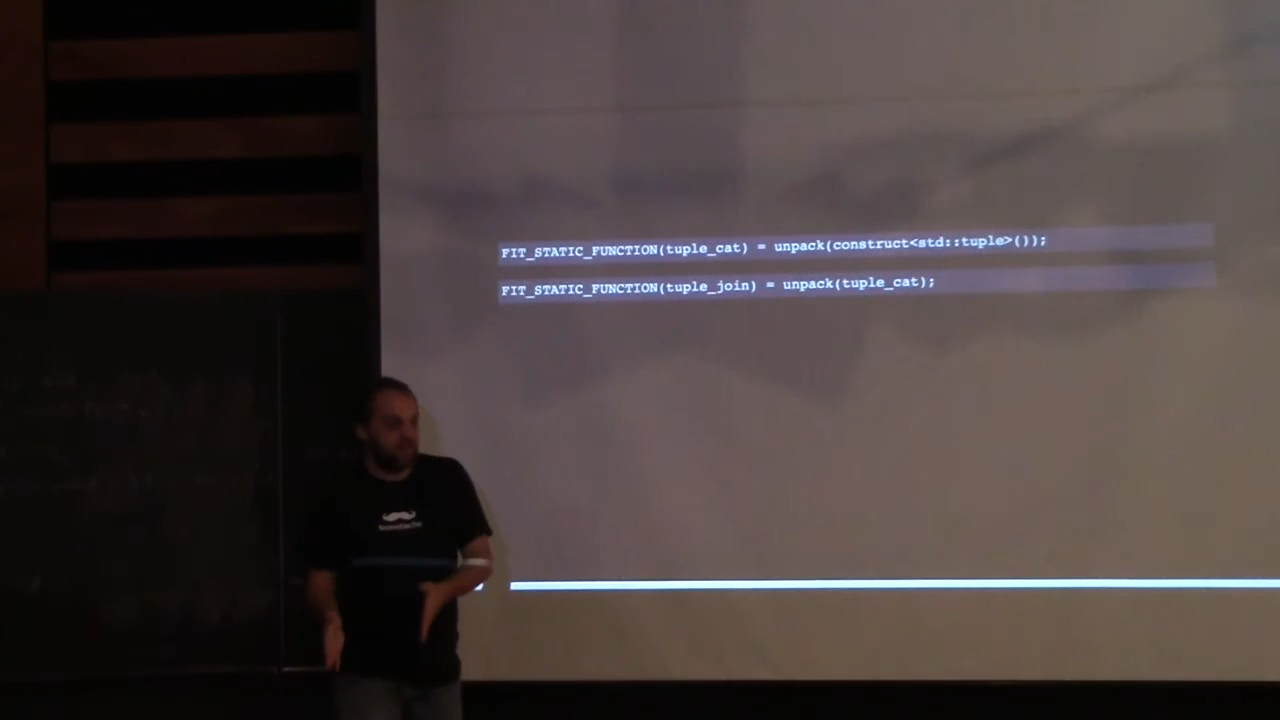 FIT_STATIC_FUNCTION(tuple_cat) = unpack(construct<std::tuple>());
FIT_STATIC_FUNCTION(tuple_join) = unpack(tuple_cat);